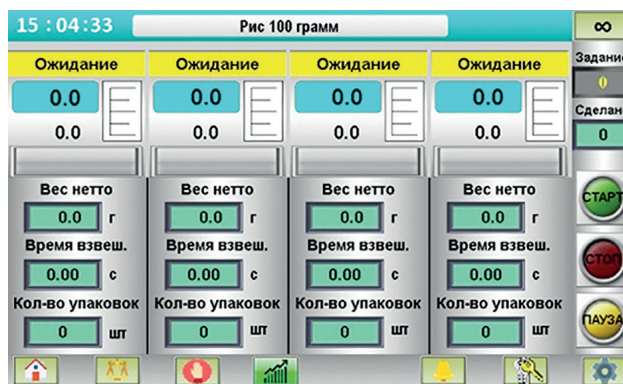 15 : 04:33 Рис 100 грамм ∞
Ожидание Ожидание Ожидание Ожидание Задание
0.0 0.0 0.0 0.0 0
0.0 0.0 0.0 0.0 Сделан
0
Вес нетто Вес нетто Вес нетто Вес нетто
0.0 г 0.0 г 0.0 г 0.0 г СТАРТ
Время взвеш. Время взвеш. Время взвеш. Время взвеш.
0.00 с 0.00 с 0.00 с 0.00 с СТОП
Кол-во упаковок Кол-во упаковок Кол-во упаковок Кол-во упаковок
0 шт 0 шт 0 шт 0 шт ПАУЗА